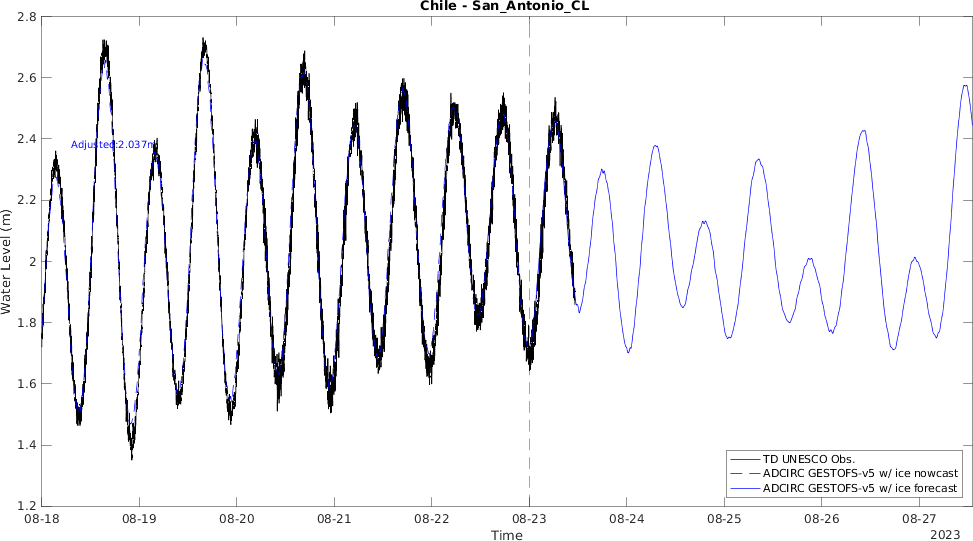 Chile - San_Antonio_CL
2.8
2.6
2.4
2.2
2
1.8
1.6
1.4
1.2
Water Level (m)
Adjusted:2.037m
TD UNESCO Obs.
ADCIRC GESTOFS-v5 w/ ice nowcast
ADCIRC GESTOFS-v5 w/ ice forecast
08-18 08-19 08-20 08-21 08-22 08-23 08-24 08-25 08-26 08-27
Time
2023